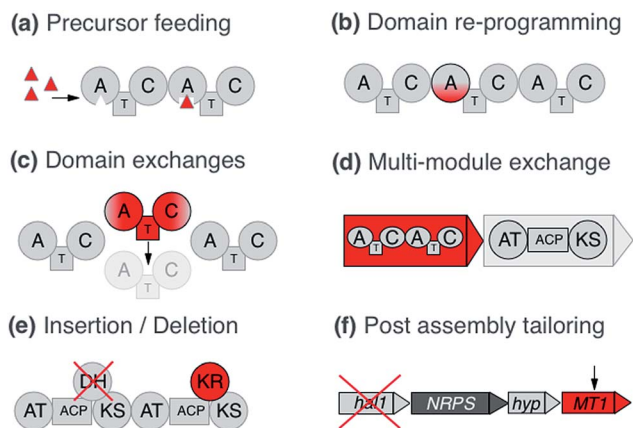 (a) Precursor feeding
A C A C
T T
(b) Domain re-programming
A C A C A C
T T T
(c) Domain exchanges
A C
T
A C
T
A C
T
A C
T
(d) Multi-module exchange
A C A C
T T
AT ACP KS
(e) Insertion / Deletion
DH KR
AT ACP KS AT ACP KS
(f) Post assembly tailoring
hal1 NRPS hyp MT1